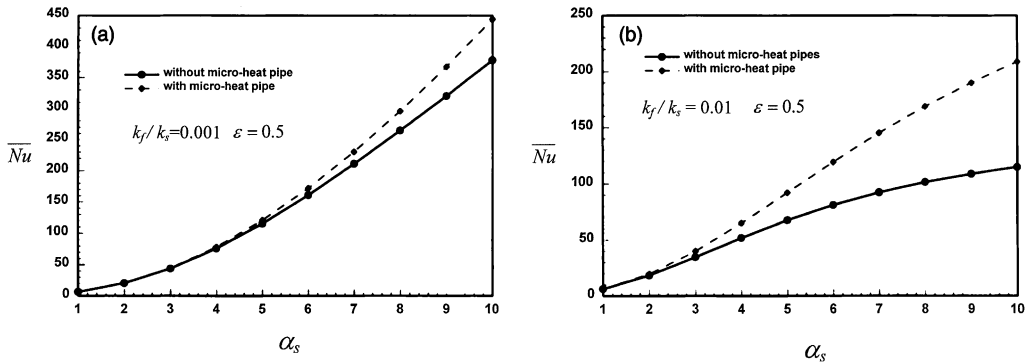 450
400
350
300
250
200
150
100
50
0
(a)
without micro-heat pipe
with micro-heat pipe
k_f / k_s=0.001 ε = 0.5
Nu
1 2 3 4 5 6 7 8 9 10
α_s
250
200
150
100
50
0
(b)
without micro-heat pipes
with micro-heat pipe
k_f / k_s = 0.01 ε = 0.5
Nu
1 2 3 4 5 6 7 8 9 10
α_s